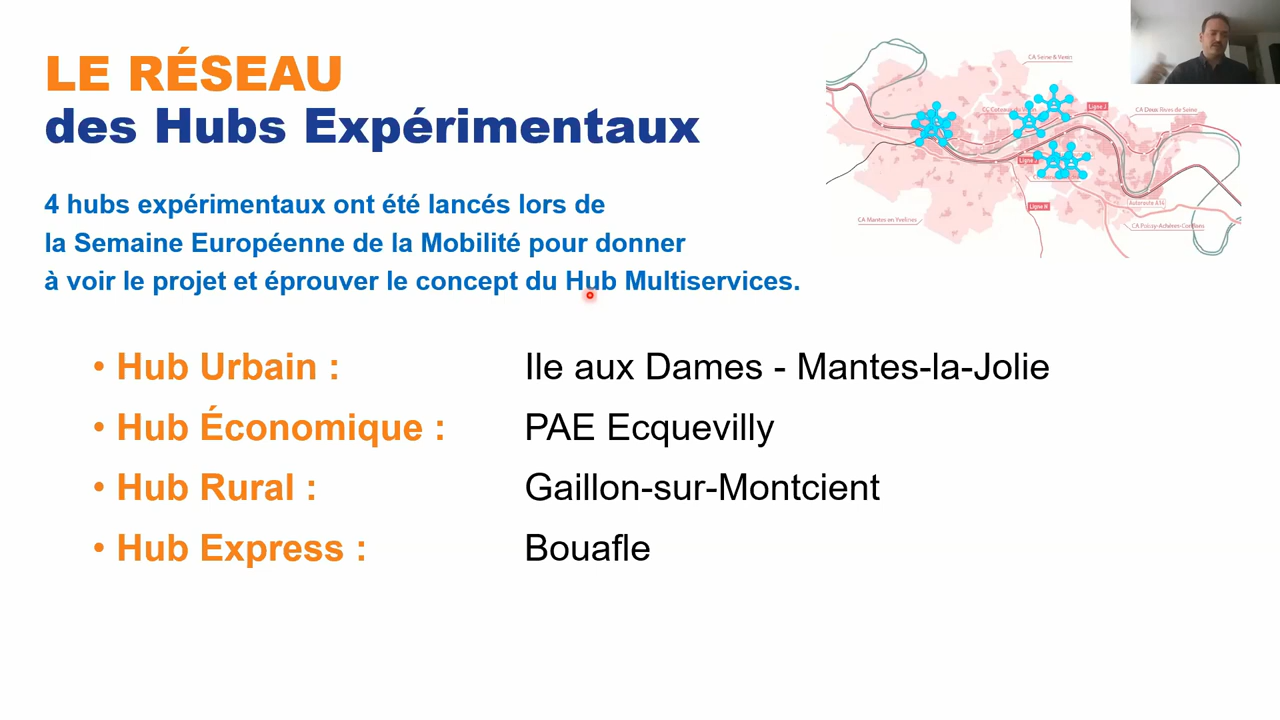 LE RÉSEAU
des Hubs Expérimentaux
4 hubs expérimentaux ont été lancés lors de
la Semaine Européenne de la Mobilité pour donner
à voir le projet et éprouver le concept du Hub Multiservices.
• Hub Urbain : Ile aux Dames - Mantes-la-Jolie
• Hub Économique : PAE Ecquevilly
• Hub Rural : Gaillon-sur-Montcient
• Hub Express : Bouafle
CA Seine & Vexin
Ligne J
CA Deux Rives de Seine
Autoroute A14
CA Mantes en Yvelines
CA Poissy-Achères-Conflans